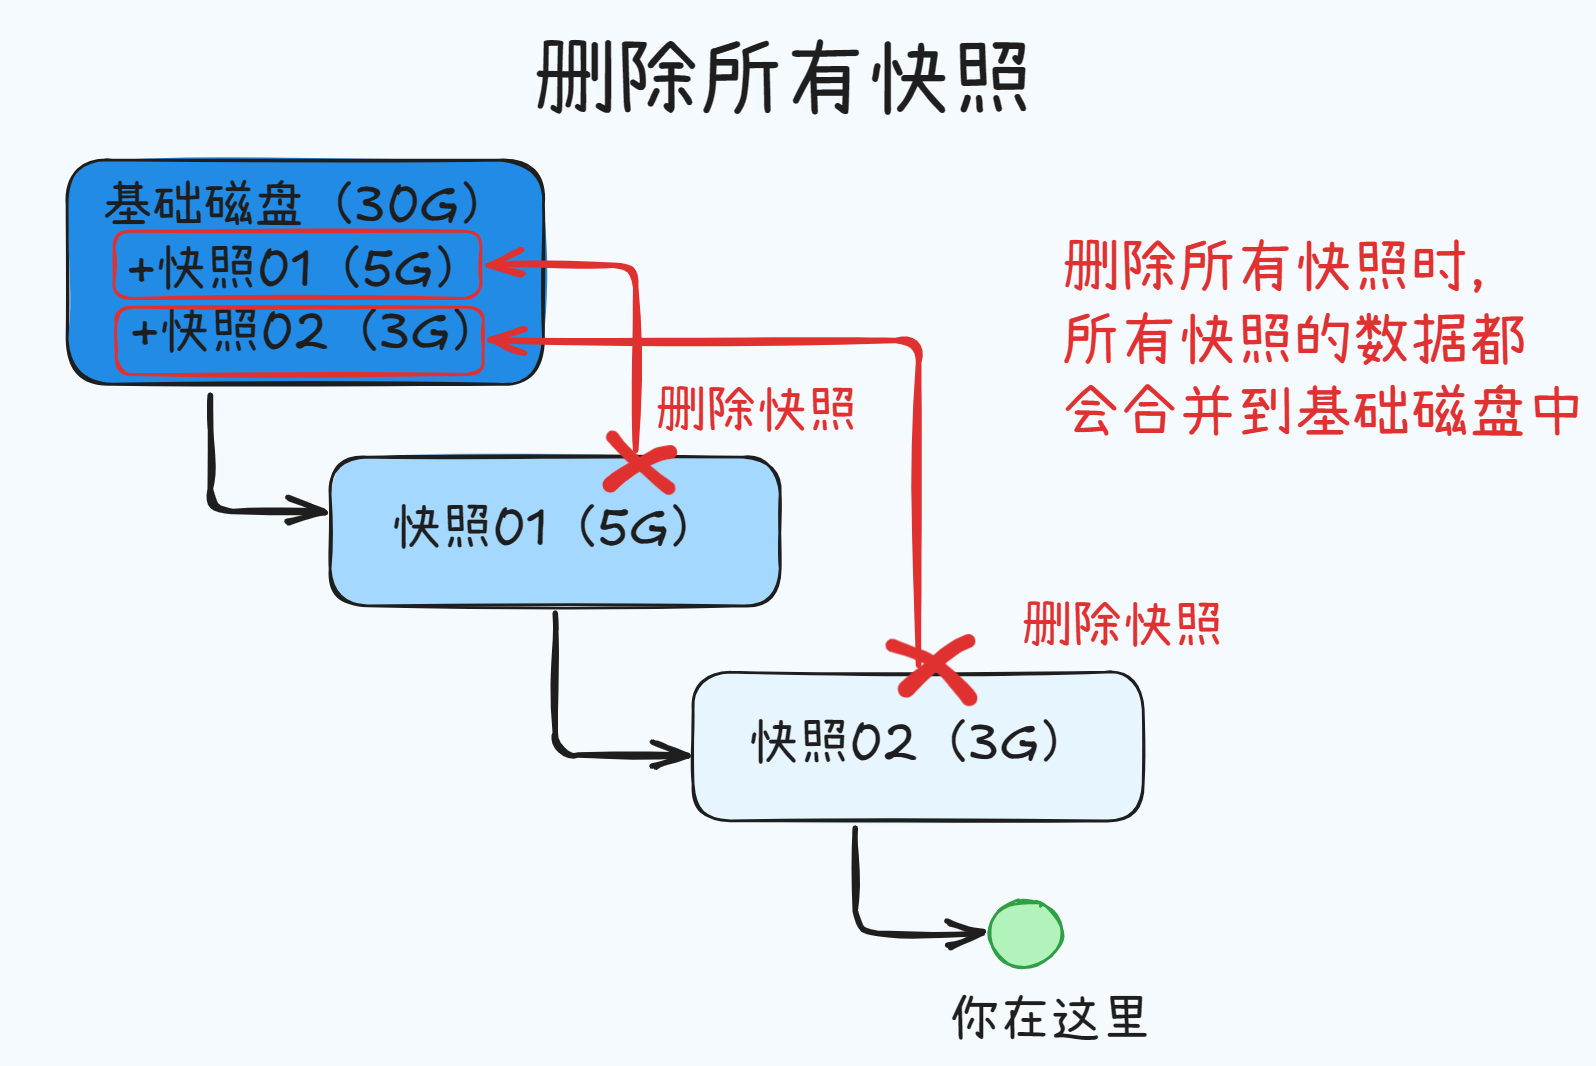 删除所有快照
基础磁盘（30G）
+快照01（5G）
+快照02（3G）
删除所有快照时,
所有快照的数据都
会合并到基础磁盘中
删除快照
快照01（5G）
删除快照
快照02（3G）
你在这里